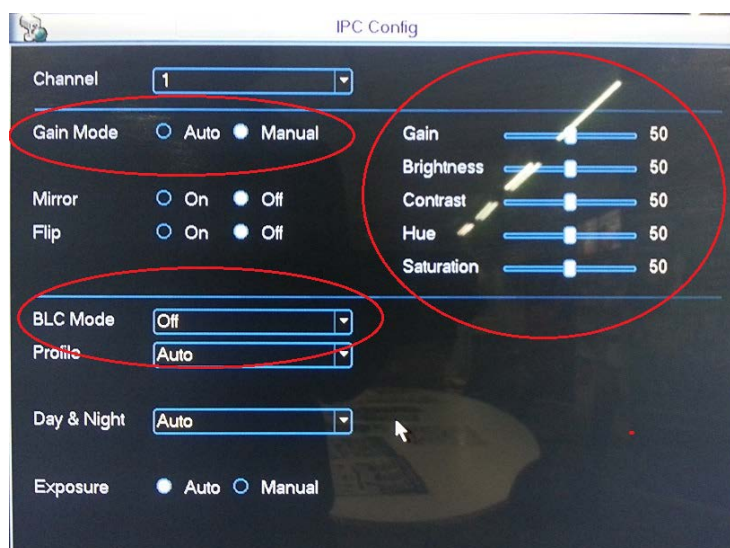 IPC Config
Channel 1
Gain Mode Auto Manual
Gain 50
Brightness 50
Mirror On Off
Contrast 50
Flip On Off
Hue 50
Saturation 50
BLC Mode Off
Profile Auto
Day & Night Auto
Exposure Auto Manual